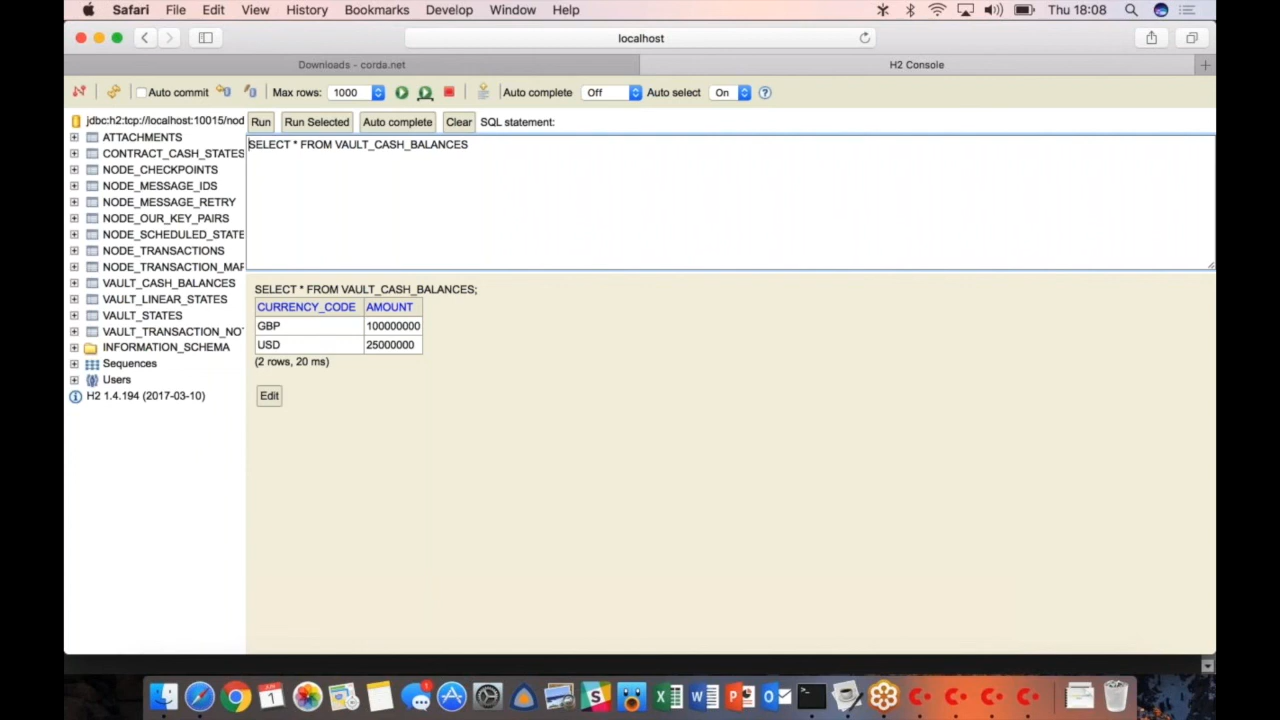 Safari File Edit View History Bookmarks Develop Window Help Thu 18:08
localhost
Downloads - corda.net H2 Console
Auto commit Max rows: 1000 Auto complete Off Auto select On
jdbc:h2:tcp://localhost:10015/nod Run Run Selected Auto complete Clear SQL statement:
ATTACHMENTS
CONTRACT_CASH_STATES
NODE_CHECKPOINTS
NODE_MESSAGE_IDS
NODE_MESSAGE_RETRY
NODE_OUR_KEY_PAIRS
NODE_SCHEDULED_STATE
NODE_TRANSACTIONS
NODE_TRANSACTION_MAP
VAULT_CASH_BALANCES
VAULT_LINEAR_STATES
VAULT_STATES
VAULT_TRANSACTION_NO
INFORMATION_SCHEMA
Sequences
Users
H2 1.4.194 (2017-03-10)
SELECT * FROM VAULT_CASH_BALANCES
SELECT * FROM VAULT_CASH_BALANCES;
CURRENCY_CODE AMOUNT
GBP 100000000
USD 25000000
(2 rows, 20 ms)
Edit